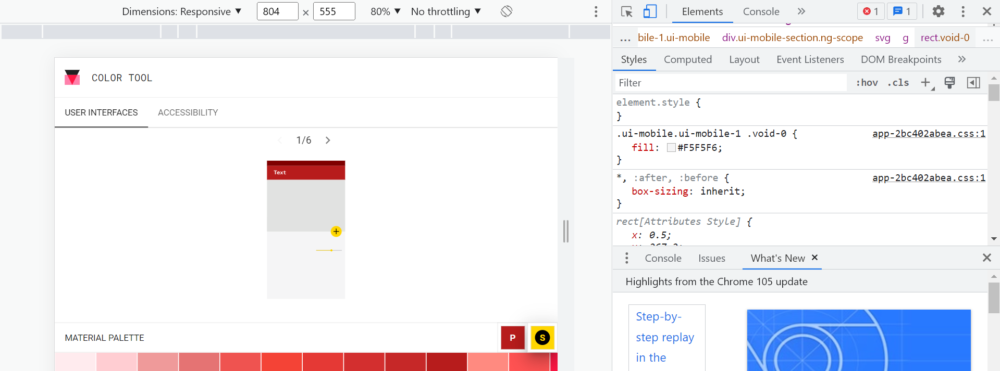 Dimensions: Responsive ▼ 804 × 555 80% ▼ No throttling ▼
Elements Console » 1 1
... bile-1.ui-mobile div.ui-mobile-section.ng-scope svg g rect.void-0 ...
Styles Computed Layout Event Listeners DOM Breakpoints »
Filter :hov .cls +
element.style {
}
.ui-mobile.ui-mobile-1 .void-0 { app-2bc402abea.css:1
fill: #F5F5F6;
}
*, :after, :before { app-2bc402abea.css:1
box-sizing: inherit;
}
rect[Attributes Style] {
x: 0.5;
Console Issues What's New ×
Highlights from the Chrome 105 update
Step-by-
step replay
in the
COLOR TOOL
USER INTERFACES ACCESSIBILITY
1/6
Text
+
MATERIAL PALETTE P S